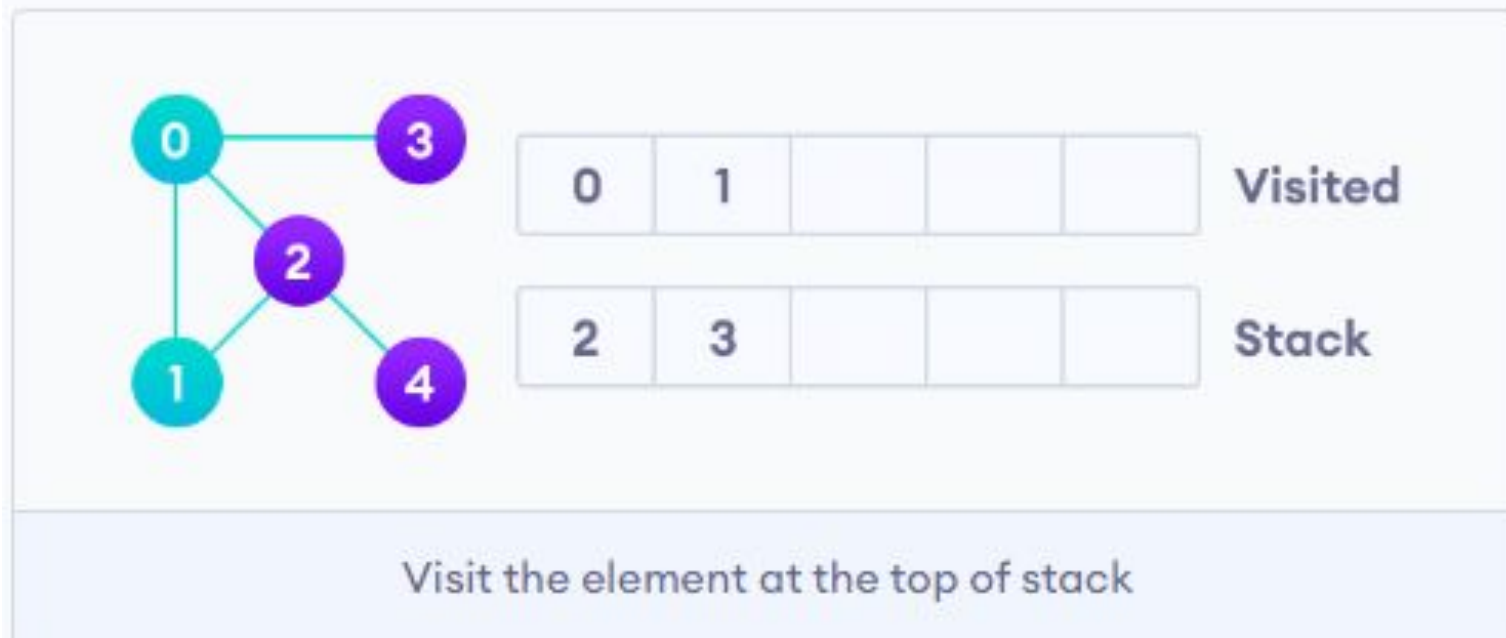 0 3
0 1 Visited
2
2 3 Stack
1 4
Visit the element at the top of stack